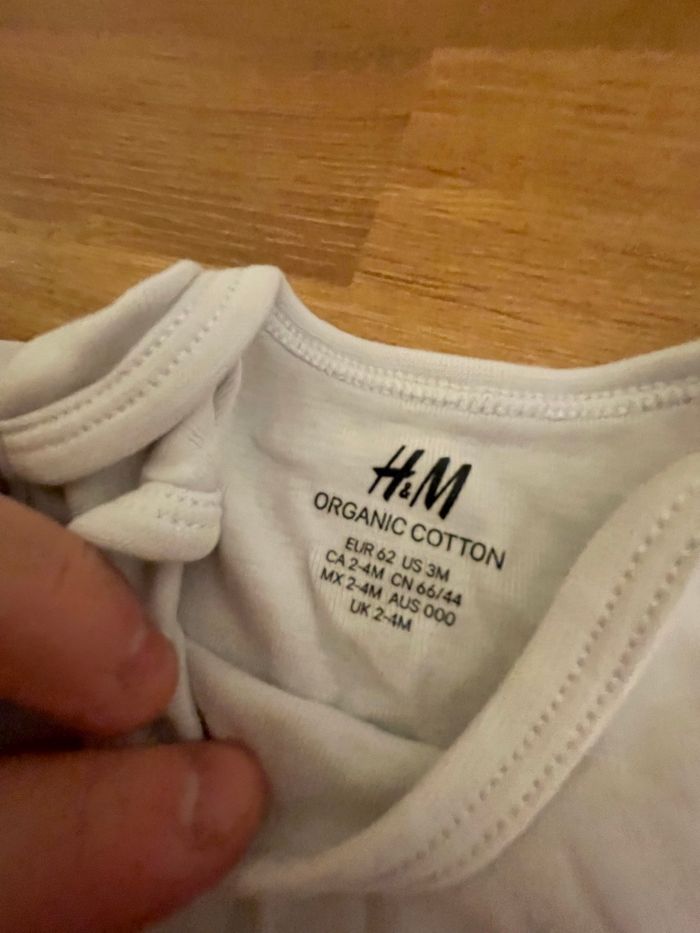 H&M
ORGANIC COTTON
EUR 62 US 3M
CA 2-4M CN 66/44
MX 2-4M AUS 000
UK 2-4M